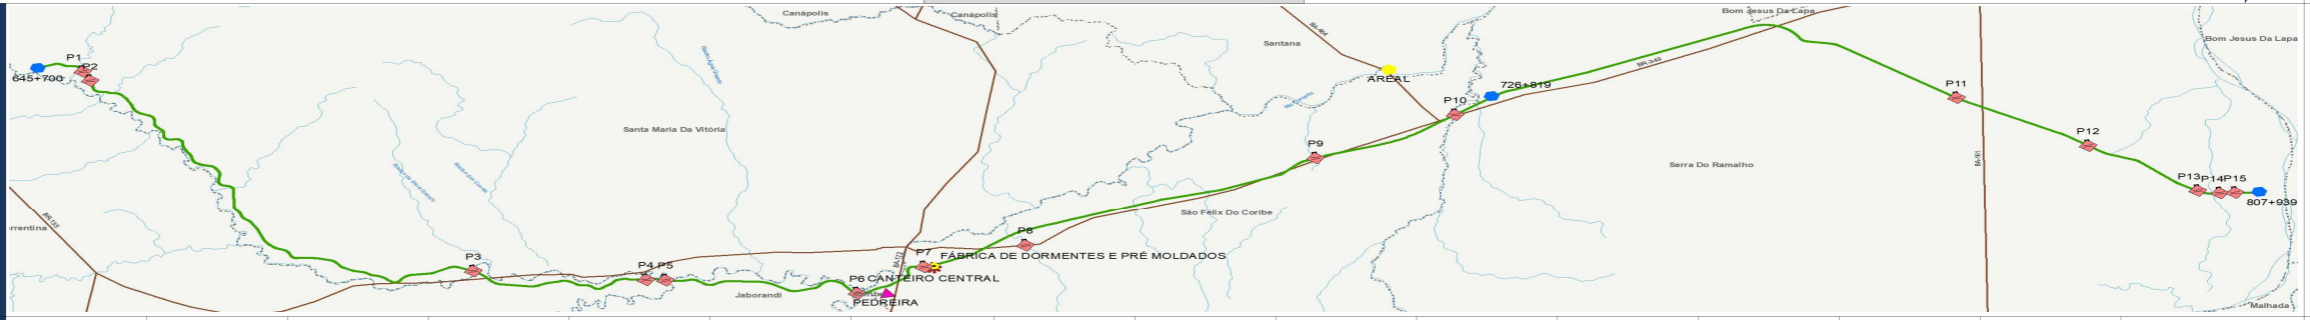 Canápolis
Canápolis
Bom Jesus Da Lapa
Santana
Bom Jesus Da Lapa
P1
P2
645+700
AREAL
726+819
P10
P11
Santa Maria Da Vitória
P12
P9
Serra Do Ramalho
P13 P14 P15
807+939
São Felix Do Coribe
rrentina
P8
P3
P7
FÁBRICA DE DORMENTES E PRÉ MOLDADOS
P4 P5
P6 CANTEIRO CENTRAL
Jaborandi
PEDREIRA
Malhada